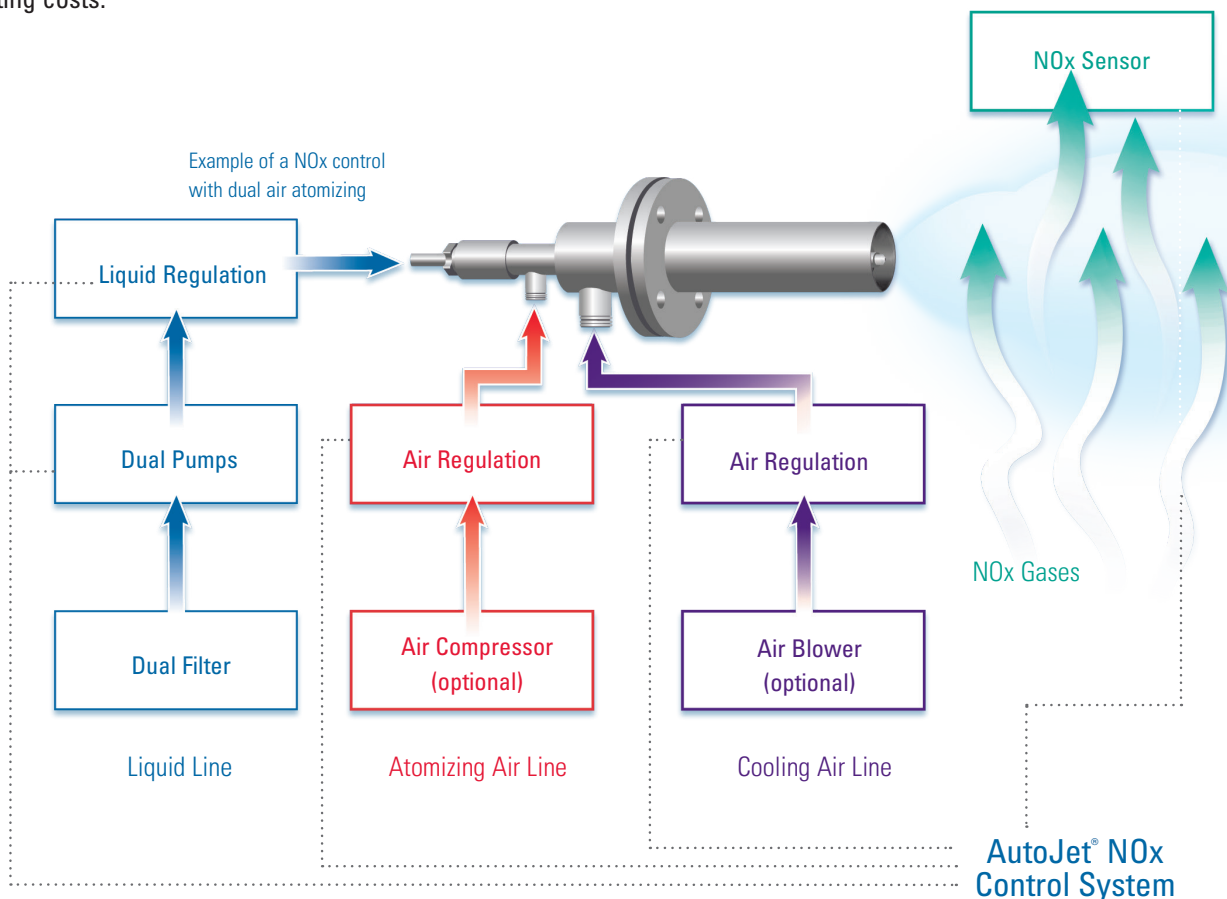 ting costs.
NOx Sensor
Example of a NOx control
with dual air atomizing
Liquid Regulation
Dual Pumps
Air Regulation
Air Regulation
NOx Gases
Dual Filter
Air Compressor
(optional)
Air Blower
(optional)
Liquid Line
Atomizing Air Line
Cooling Air Line
AutoJet® NOx
Control System